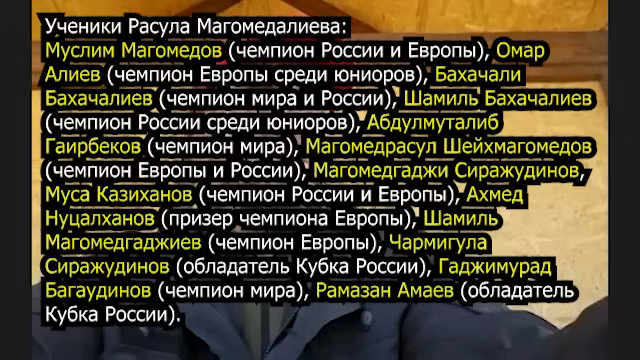 Ученики Расула Магомедалиева:
Муслим Магомедов (чемпион России и Европы), Омар
Алиев (чемпион Европы среди юниоров), Бахачали
Бахачалиев (чемпион мира и России), Шамиль Бахачалиев
(чемпион России среди юниоров), Абдулмуталиб
Гаирбеков (чемпион мира), Магомедрасул Шейхмагомедов
(чемпион Европы и России), Магомедгаджи Сиражудинов,
Муса Казиханов (чемпион России и Европы), Ахмед
Нуцалханов (призер чемпиона Европы), Шамиль
Магомедгаджиев (чемпион Европы), Чармигула
Сиражудинов (обладатель Кубка России), Гаджимурад
Багаудинов (чемпион мира), Рамазан Амаев (обладатель
Кубка России).